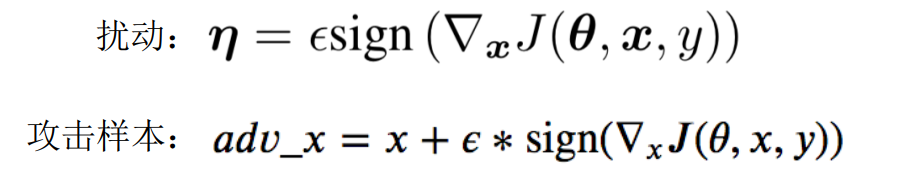 扰动：η = ϵsign (∇ₓJ(θ, x, y))
攻击样本：adv_x = x + ϵ * sign(∇ₓJ(θ, x, y))